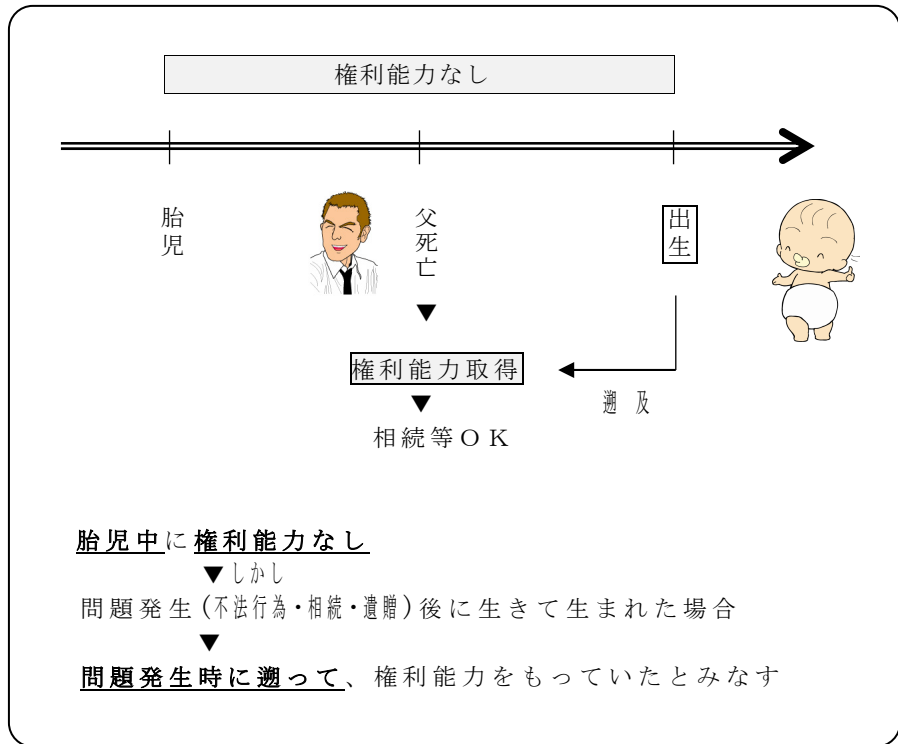 権利能力なし
胎児
父死亡
出生
▼
権利能力取得
遡及
▼
相続等OK
胎児中に権利能力なし
▼しかし
問題発生(不法行為・相続・遺贈)後に生きて生まれた場合
▼
問題発生時に遡って、権利能力をもっていたとみなす